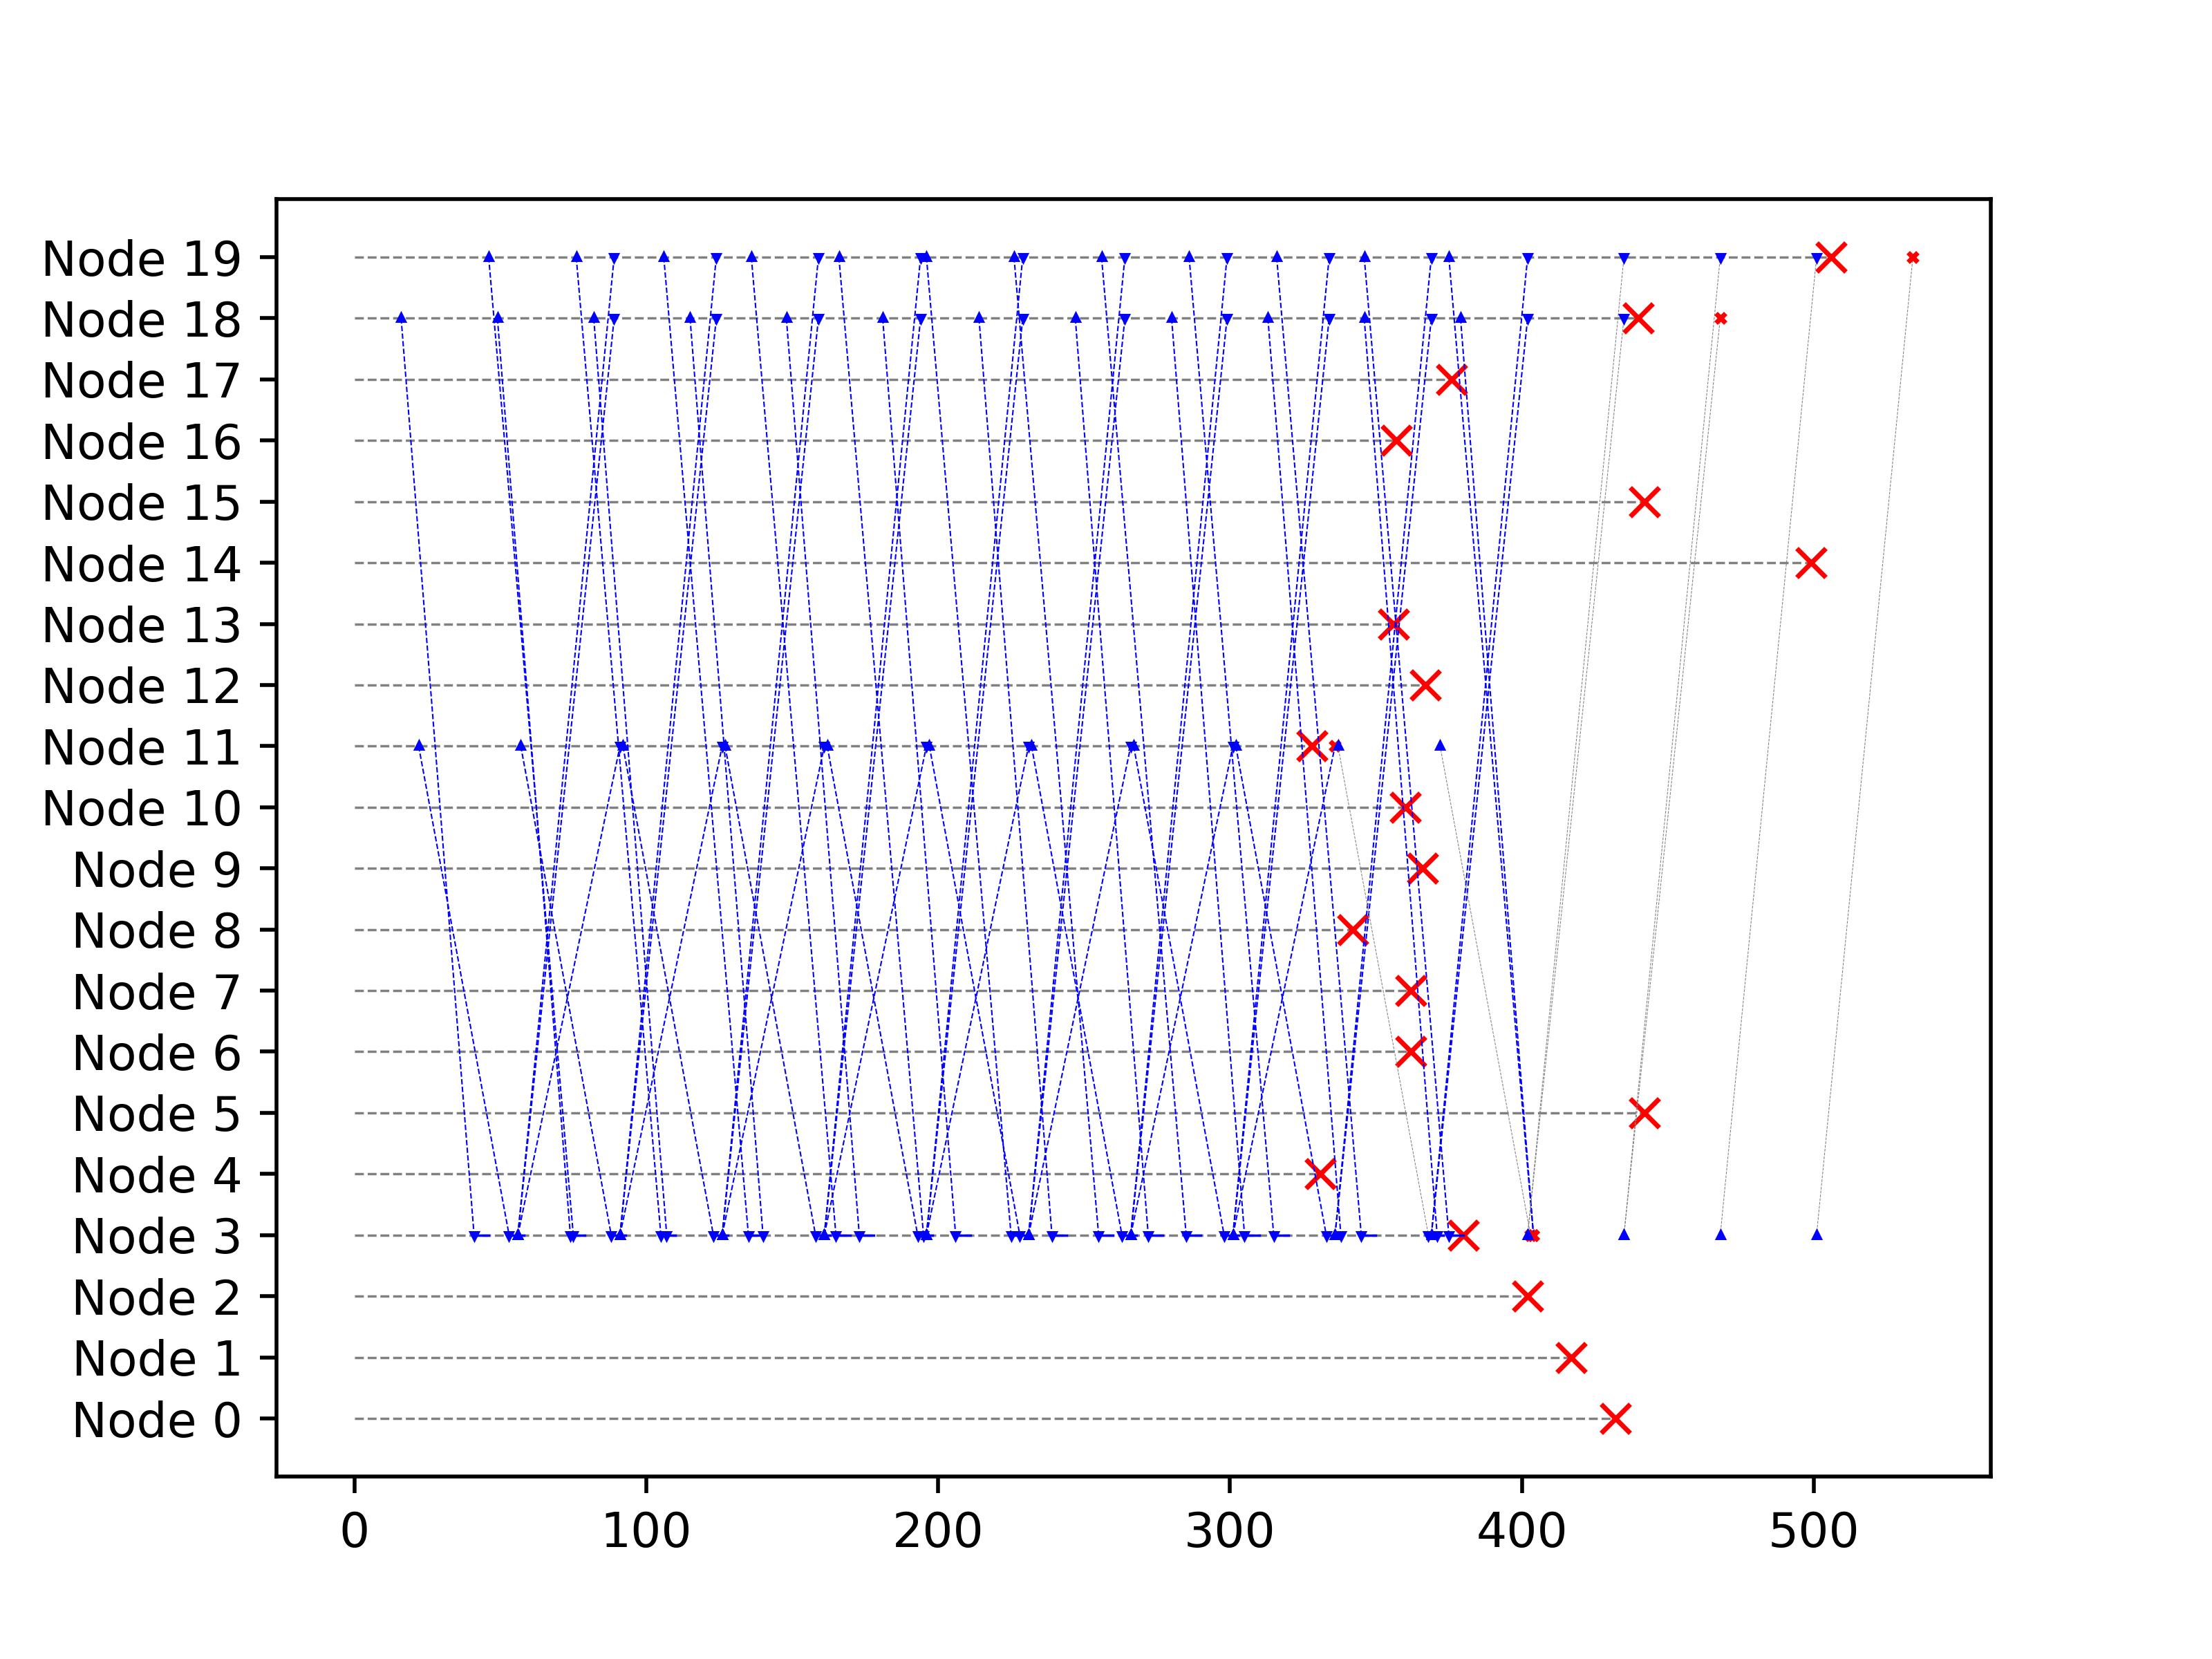 Node 19
Node 18
Node 17
Node 16
Node 15
Node 14
Node 13
Node 12
Node 11
Node 10
Node 9
Node 8
Node 7
Node 6
Node 5
Node 4
Node 3
Node 2
Node 1
Node 0
0 100 200 300 400 500